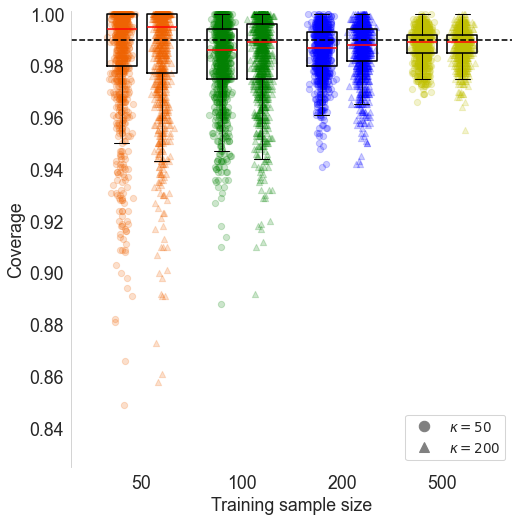 1.00
0.98
0.96
0.94
0.92
0.90
0.88
0.86
0.84
Coverage
50 100 200 500
Training sample size
κ = 50
κ = 200